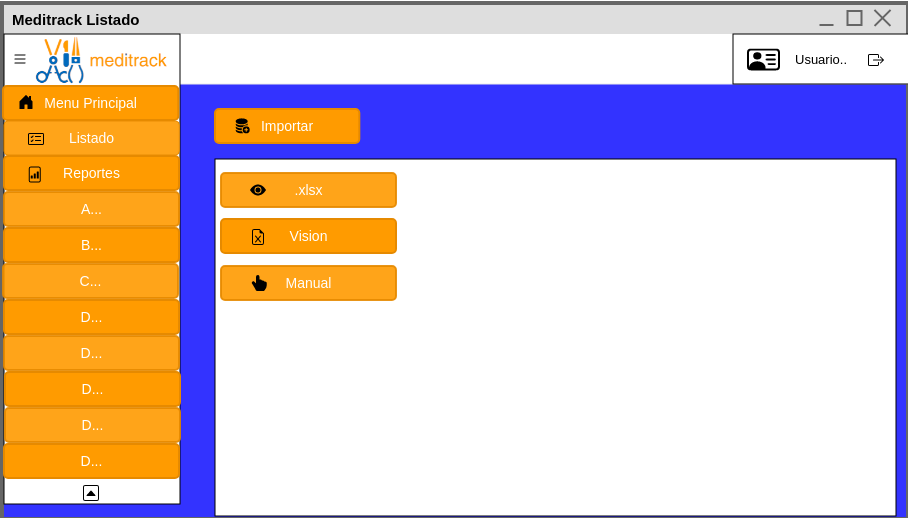 Meditrack Listado
meditrack
Usuario..
Menu Principal
Listado
Reportes
A...
B...
C...
D...
D...
D...
D...
D...
Importar
.xlsx
Vision
Manual